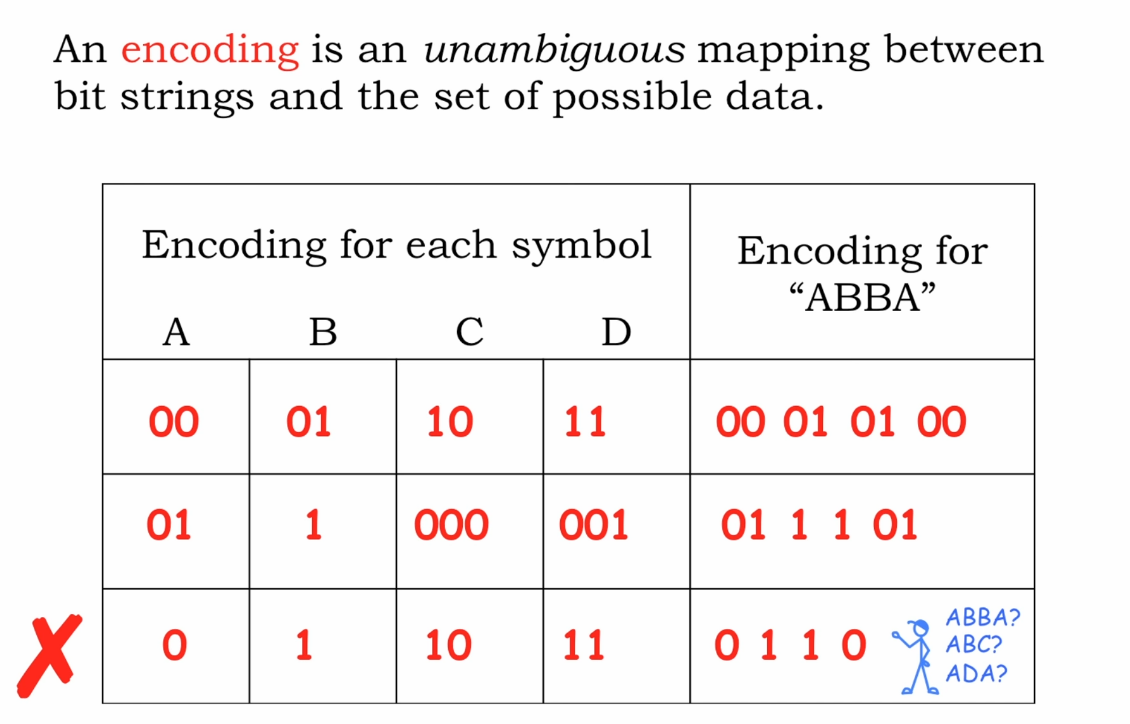 An encoding is an unambiguous mapping between
bit strings and the set of possible data.
Encoding for each symbol
Encoding for
“ABBA”
A B C D
00 01 10 11 00 01 01 00
01 1 000 001 01 1 1 01
0 1 10 11 0 1 1 0
ABBA?
ABC?
ADA?